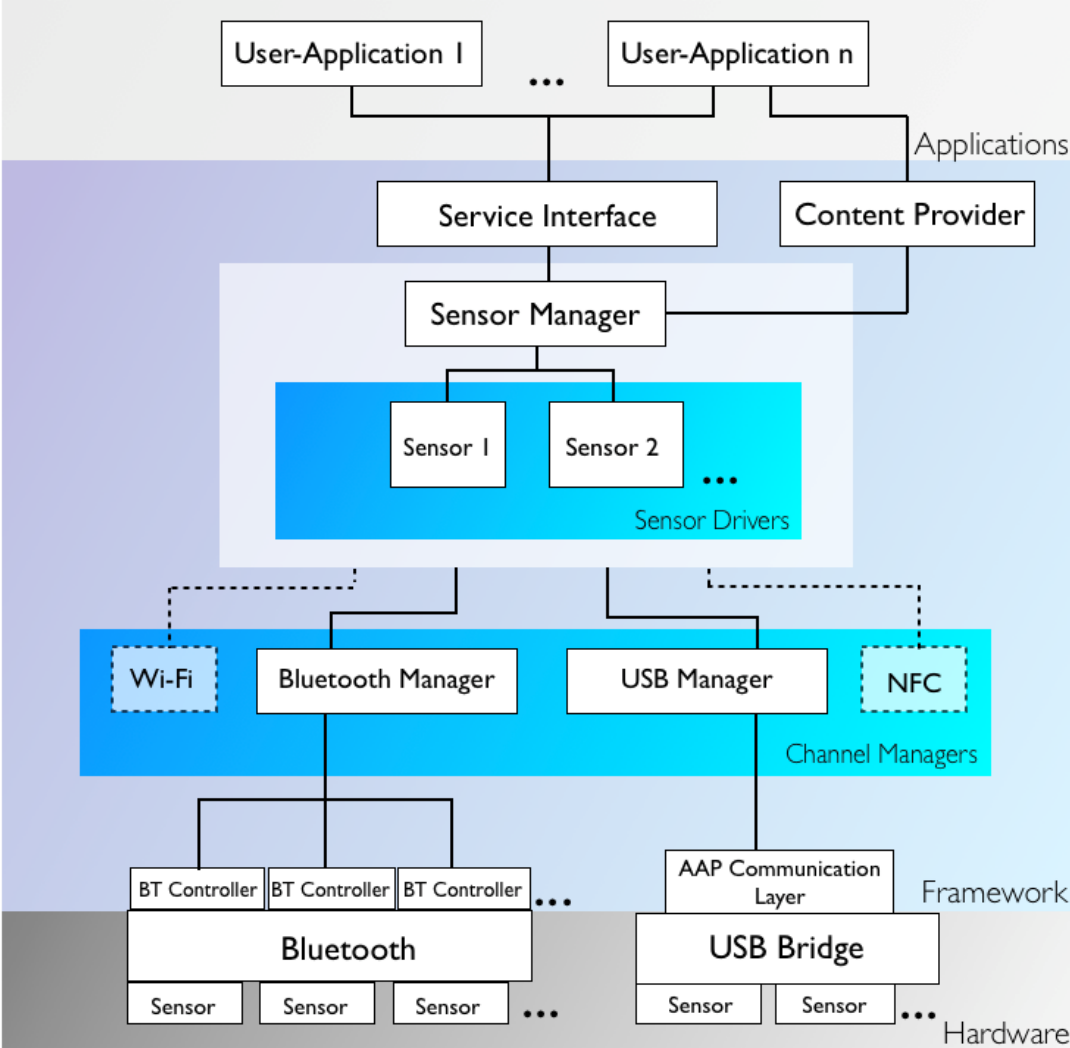 User-Application 1
...
User-Application n
Applications
Service Interface
Content Provider
Sensor Manager
Sensor 1
Sensor 2
...
Sensor Drivers
Wi-Fi
Bluetooth Manager
USB Manager
NFC
Channel Managers
BT Controller
BT Controller
BT Controller
...
AAP Communication
Layer
Framework
Bluetooth
USB Bridge
Sensor
Sensor
Sensor
...
Sensor
Sensor
...
Hardware